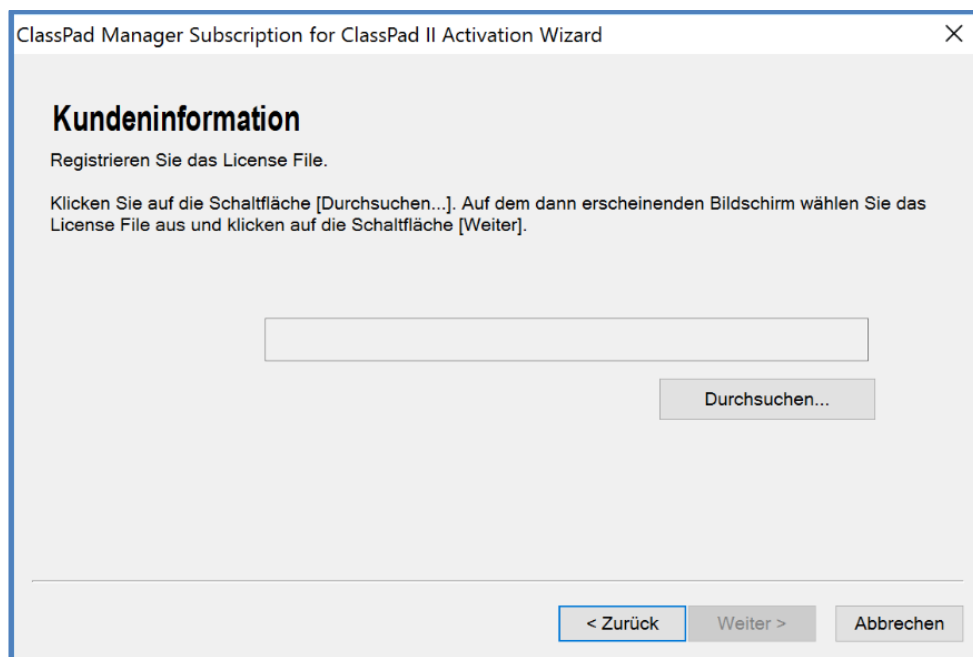 ClassPad Manager Subscription for ClassPad II Activation Wizard
Kundeninformation
Registrieren Sie das License File.
Klicken Sie auf die Schaltfläche [Durchsuchen...]. Auf dem dann erscheinenden Bildschirm wählen Sie das
License File aus und klicken auf die Schaltfläche [Weiter].
Durchsuchen...
< Zurück
Weiter >
Abbrechen